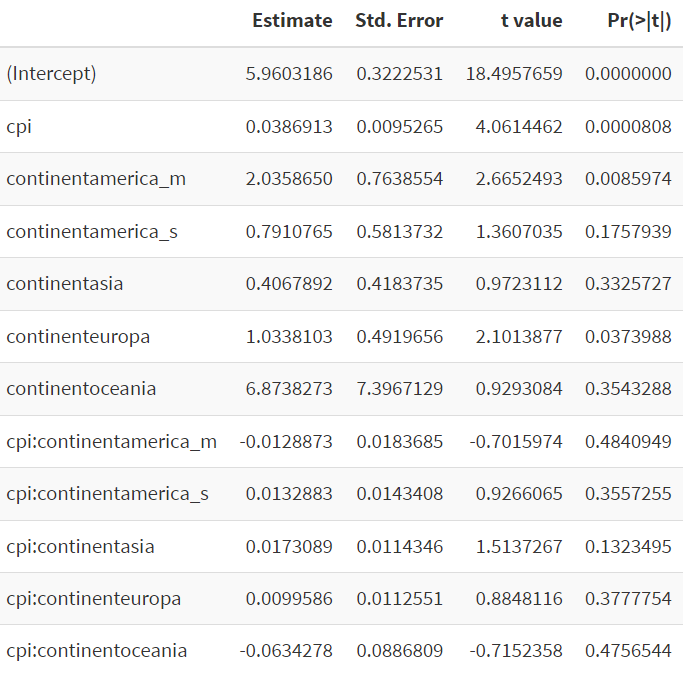 Estimate Std. Error t value Pr(>|t|)
(Intercept) 5.9603186 0.3222531 18.4957659 0.0000000
cpi 0.0386913 0.0095265 4.0614462 0.0000808
continentamerica_m 2.0358650 0.7638554 2.6652493 0.0085974
continentamerica_s 0.7910765 0.5813732 1.3607035 0.1757939
continentasia 0.4067892 0.4183735 0.9723112 0.3325727
continenteuropa 1.0338103 0.4919656 2.1013877 0.0373988
continentoceania 6.8738273 7.3967129 0.9293084 0.3543288
cpi:continentamerica_m -0.0128873 0.0183685 -0.7015974 0.4840949
cpi:continentamerica_s 0.0132883 0.0143408 0.9266065 0.3557255
cpi:continentasia 0.0173089 0.0114346 1.5137267 0.1323495
cpi:continenteuropa 0.0099586 0.0112551 0.8848116 0.3777754
cpi:continentoceania -0.0634278 0.0886809 -0.7152358 0.4756544